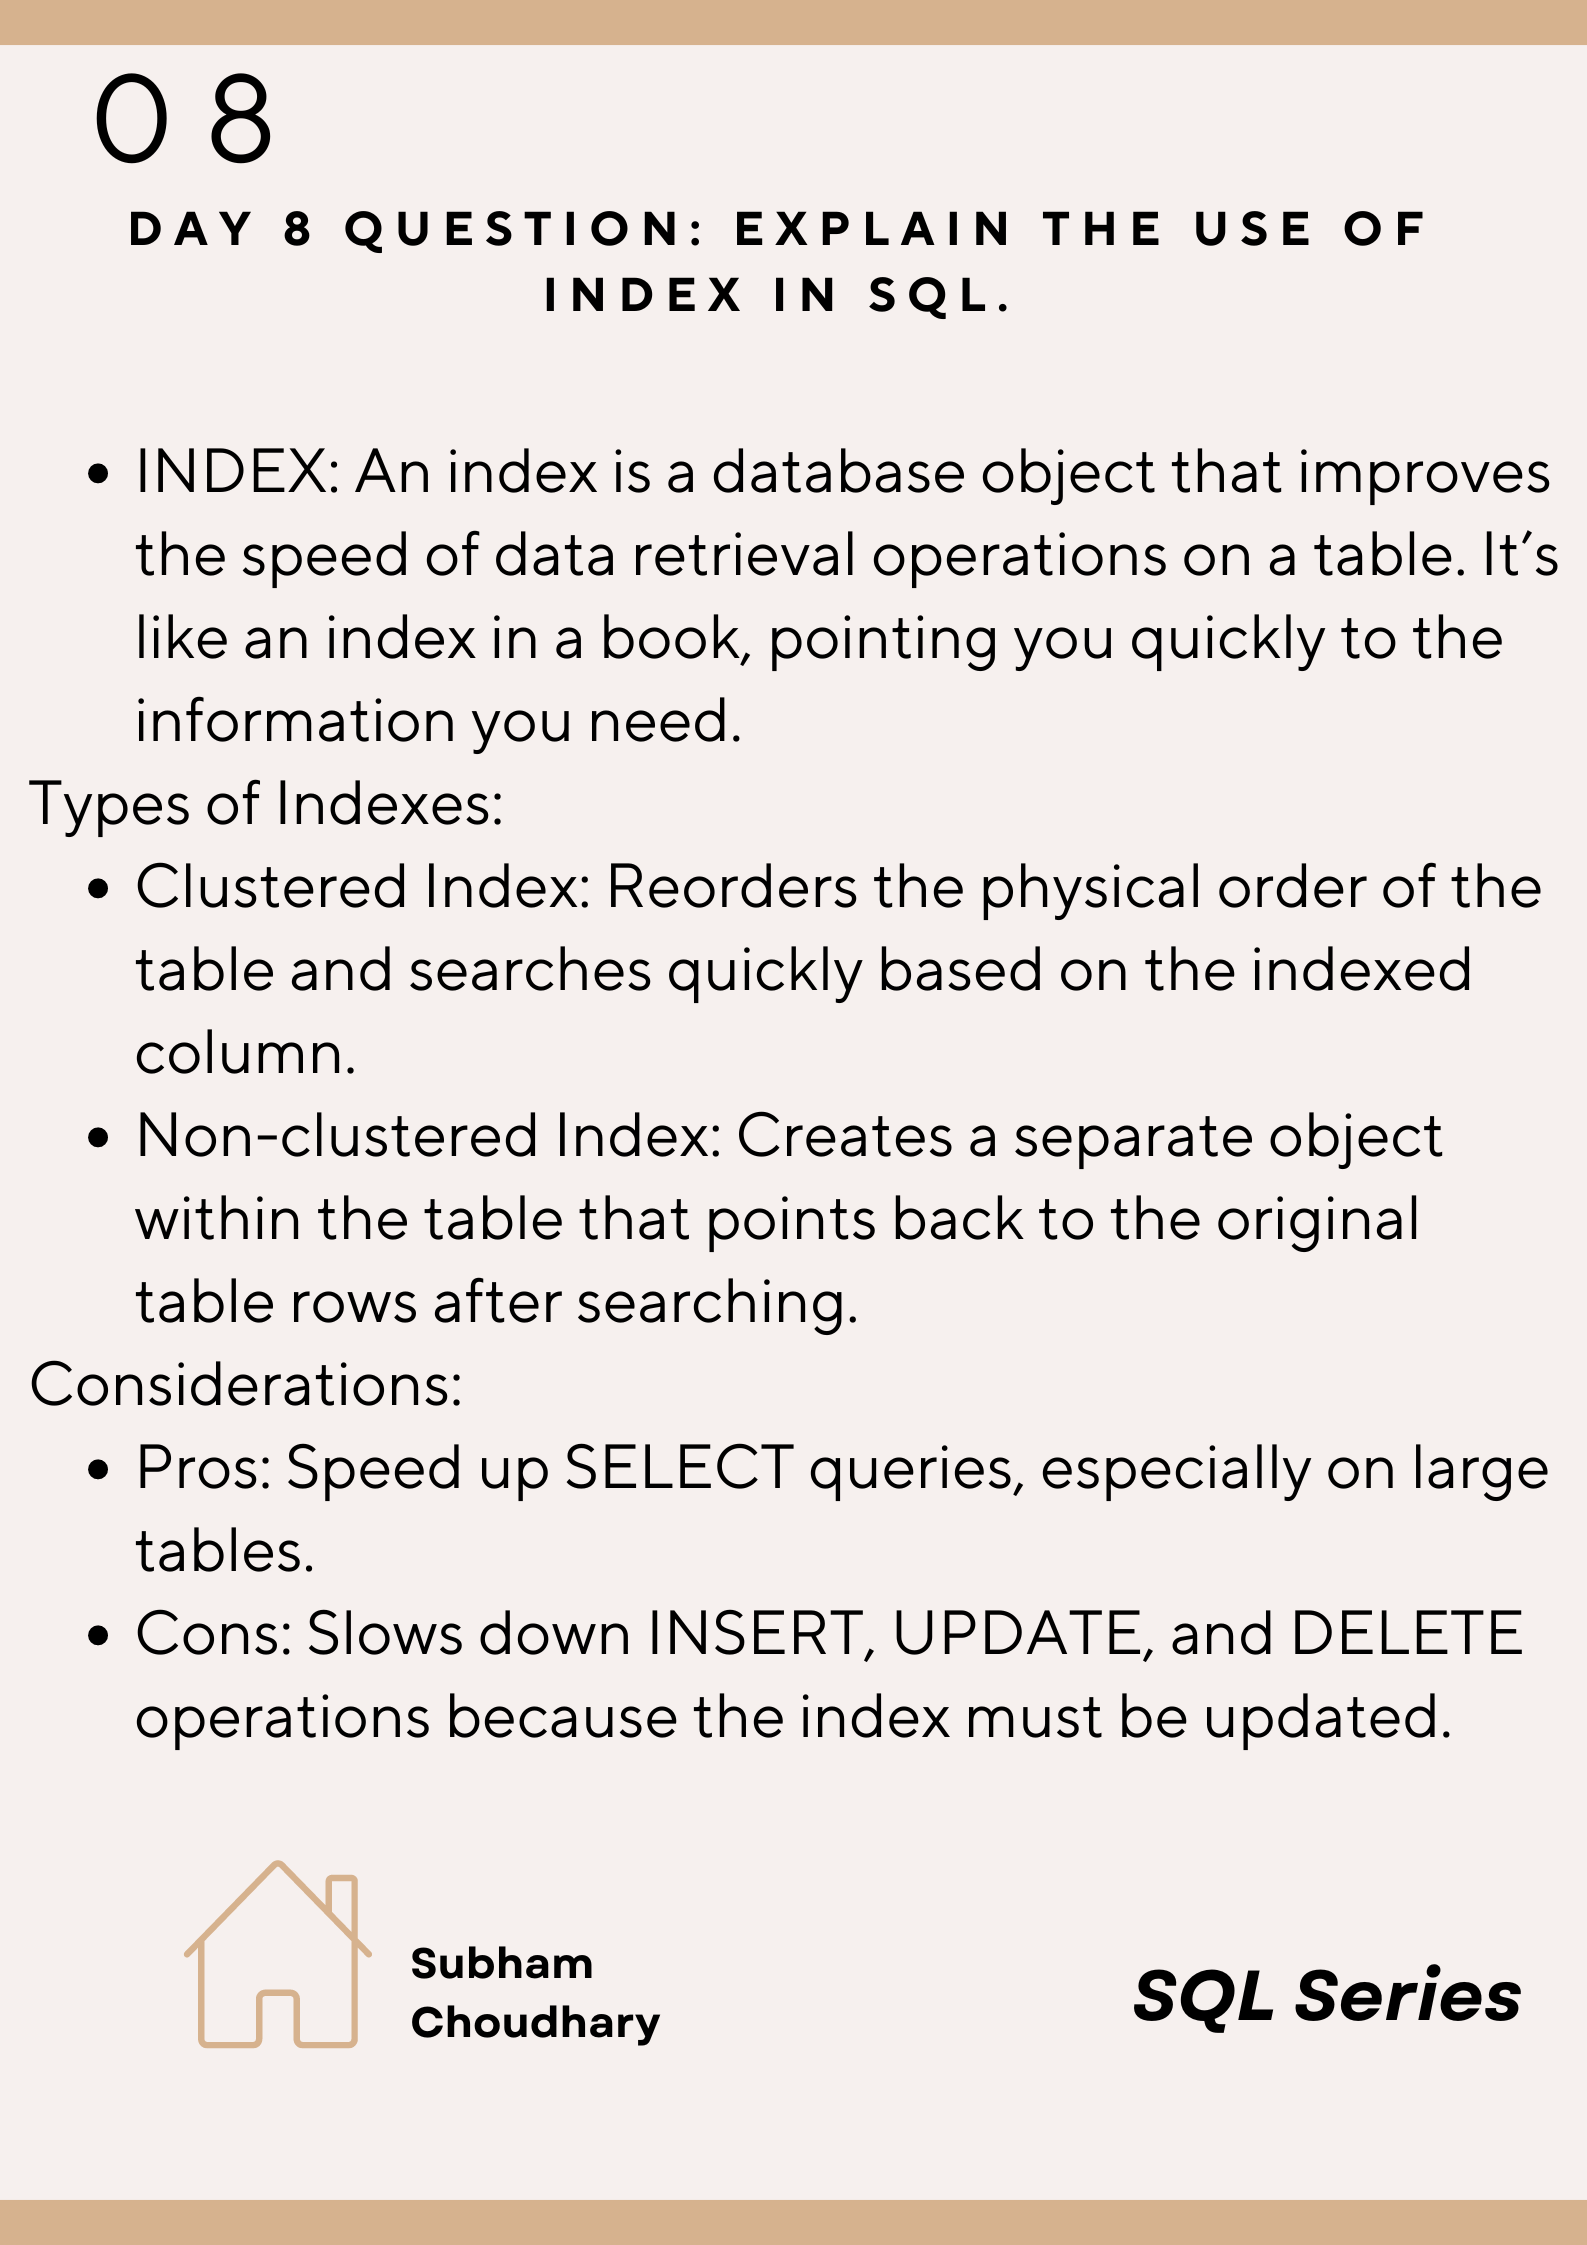 08
DAY 8 QUESTION: EXPLAIN THE USE OF
INDEX IN SQL.
• INDEX: An index is a database object that improves
the speed of data retrieval operations on a table. It’s
like an index in a book, pointing you quickly to the
information you need.
Types of Indexes:
• Clustered Index: Reorders the physical order of the
table and searches quickly based on the indexed
column.
• Non-clustered Index: Creates a separate object
within the table that points back to the original
table rows after searching.
Considerations:
• Pros: Speed up SELECT queries, especially on large
tables.
• Cons: Slows down INSERT, UPDATE, and DELETE
operations because the index must be updated.
Subham
Choudhary
SQL Series